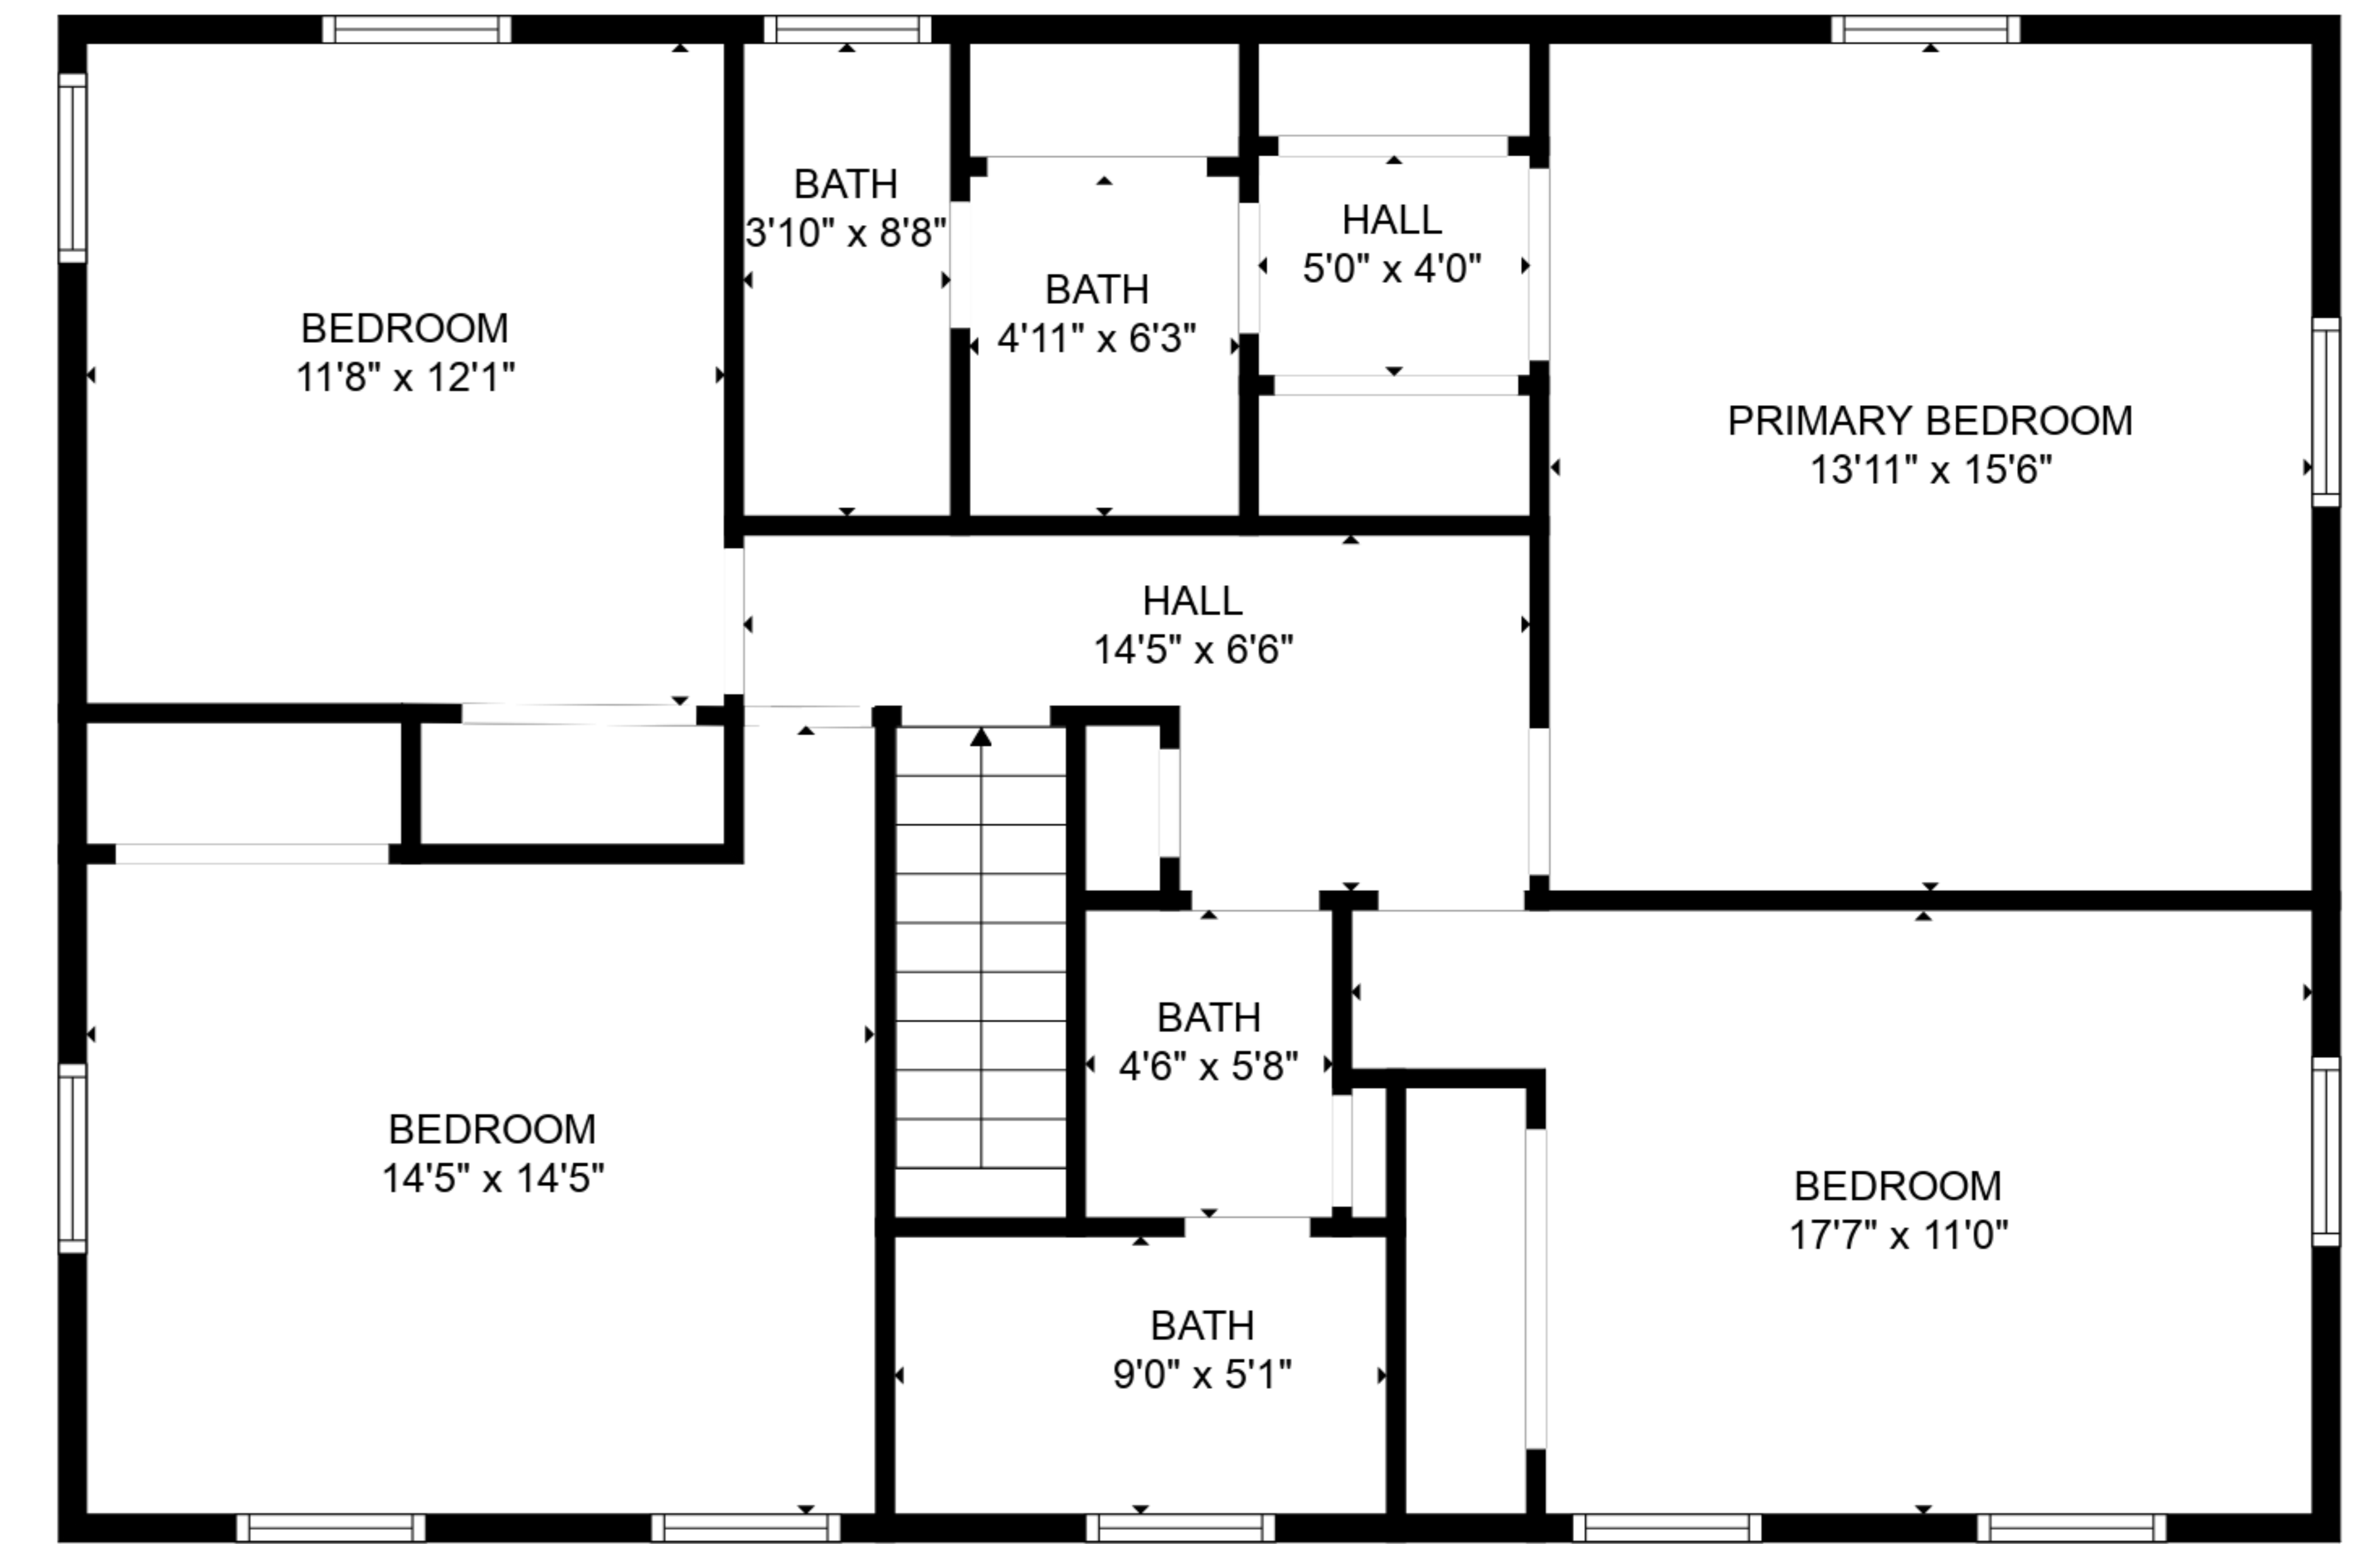 BATH
3'10" x 8'8"
HALL
5'0" x 4'0"
BATH
4'11" x 6'3"
BEDROOM
11'8" x 12'1"
PRIMARY BEDROOM
13'11" x 15'6"
HALL
14'5" x 6'6"
BATH
4'6" x 5'8"
BEDROOM
14'5" x 14'5"
BEDROOM
17'7" x 11'0"
BATH
9'0" x 5'1"